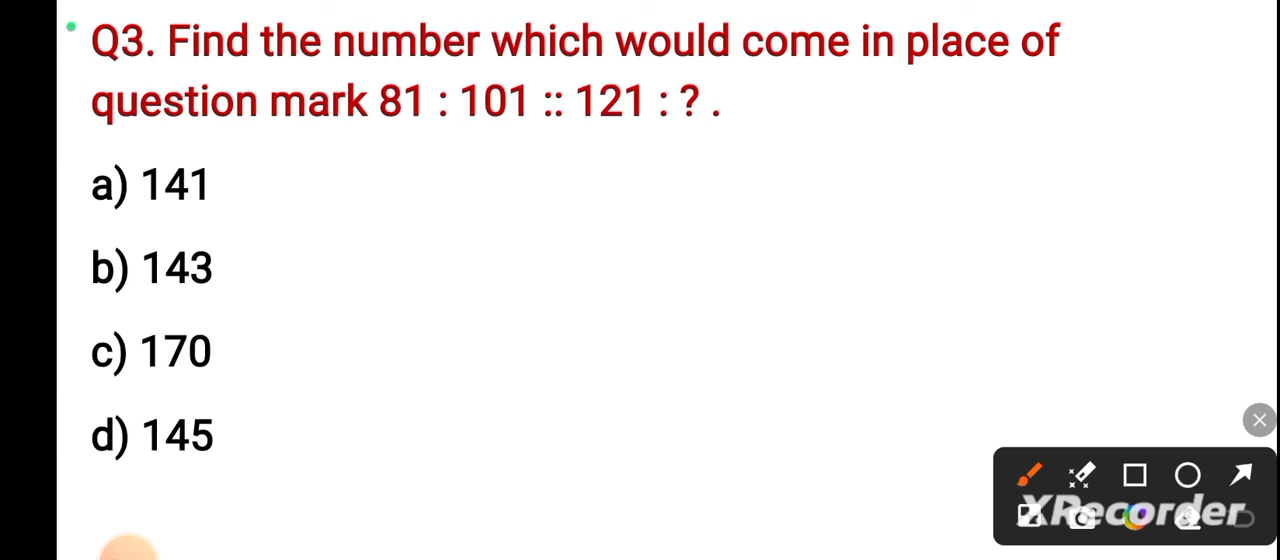 Q3. Find the number which would come in place of
question mark 81 : 101 :: 121 : ? .
a) 141
b) 143
c) 170
d) 145
XRecorder